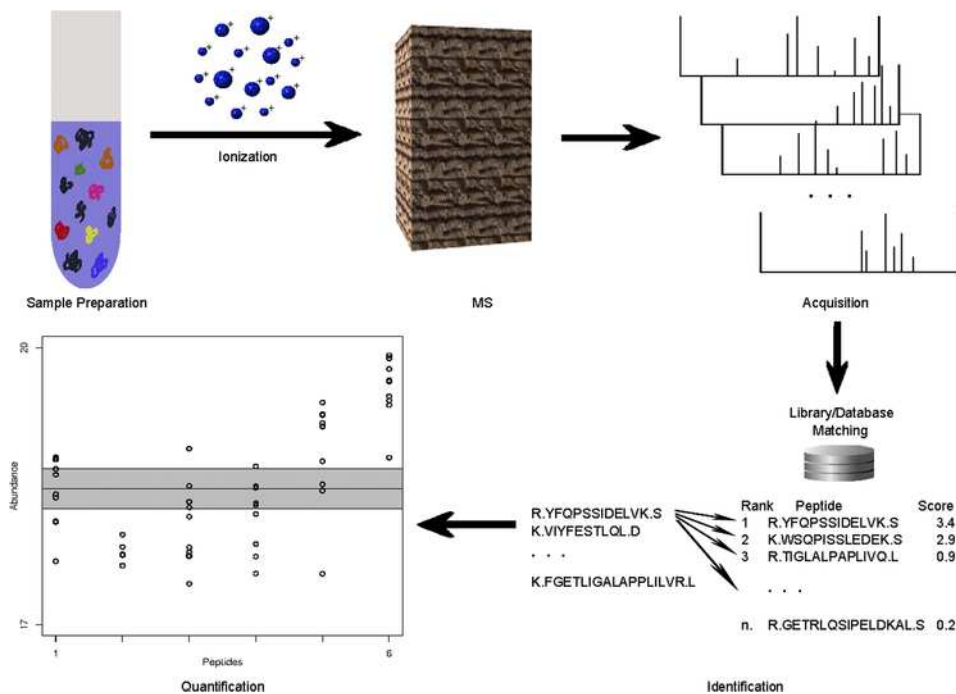 + + + + + + + + + + + + + +
Ionization
Sample Preparation
MS
. . .
Acquisition
Library/Database
Matching
Rank Peptide Score
1 R.YFQPSSIDELVK.S 3.4
2 K.WSQPISSLEDEK.S 2.9
3 R.TIGLALPAPLIVQ.L 0.9
. . .
n. R.GETRLQSIPELDKAL.S 0.2
R.YFQPSSIDELVK.S
K.VIYFESTLQL.D
. . .
K.FGETLIGALAPPLILVR.L
Identification
20
Abundance
17
1 6
Peptides
Quantification